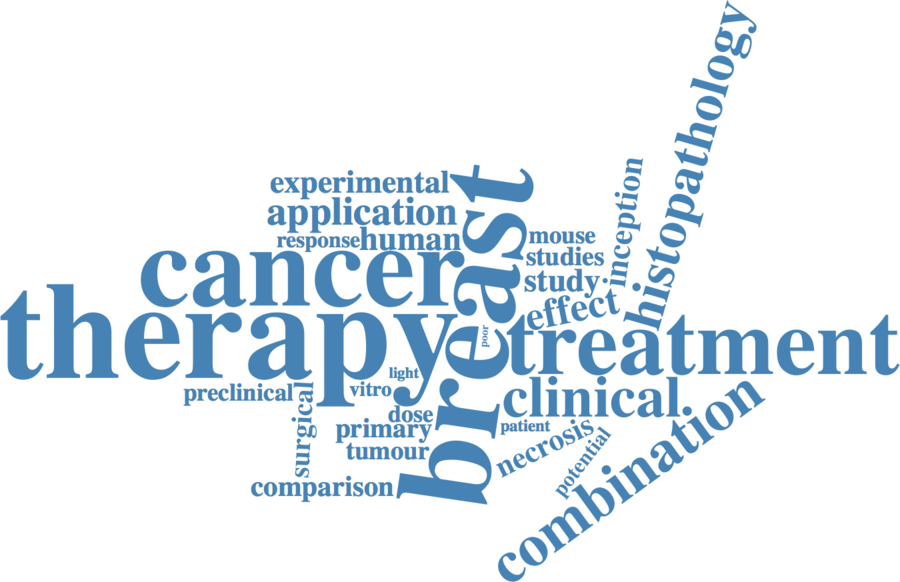 histopathology
inception
experimental
breast
application
response
human
mouse
studies
study
cancer
effect
therapy
treatment
poor
light
preclinical
vitro
surgical
clinical
dose
patient
primary
necrosis
combination
tumour
potential
comparison